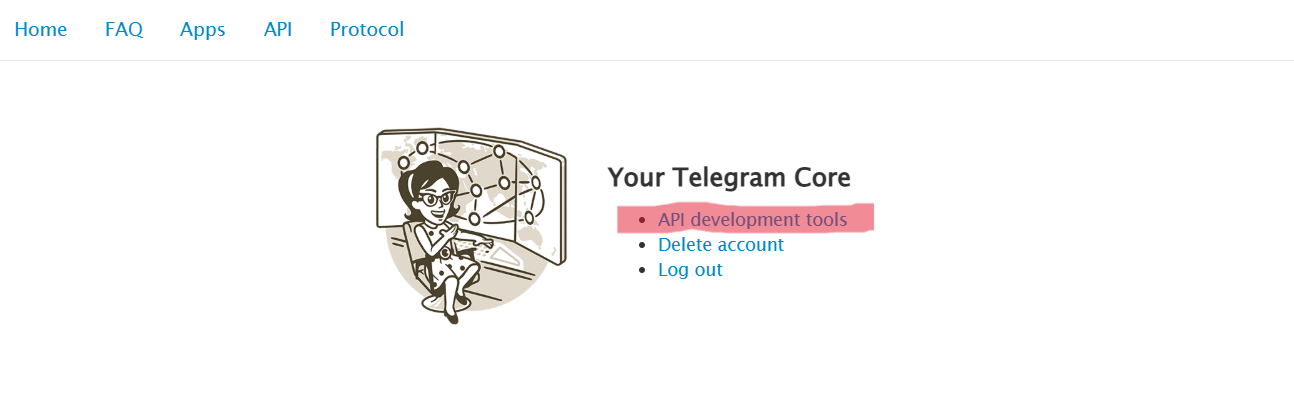 Home FAQ Apps API Protocol
Your Telegram Core
API development tools
Delete account
Log out